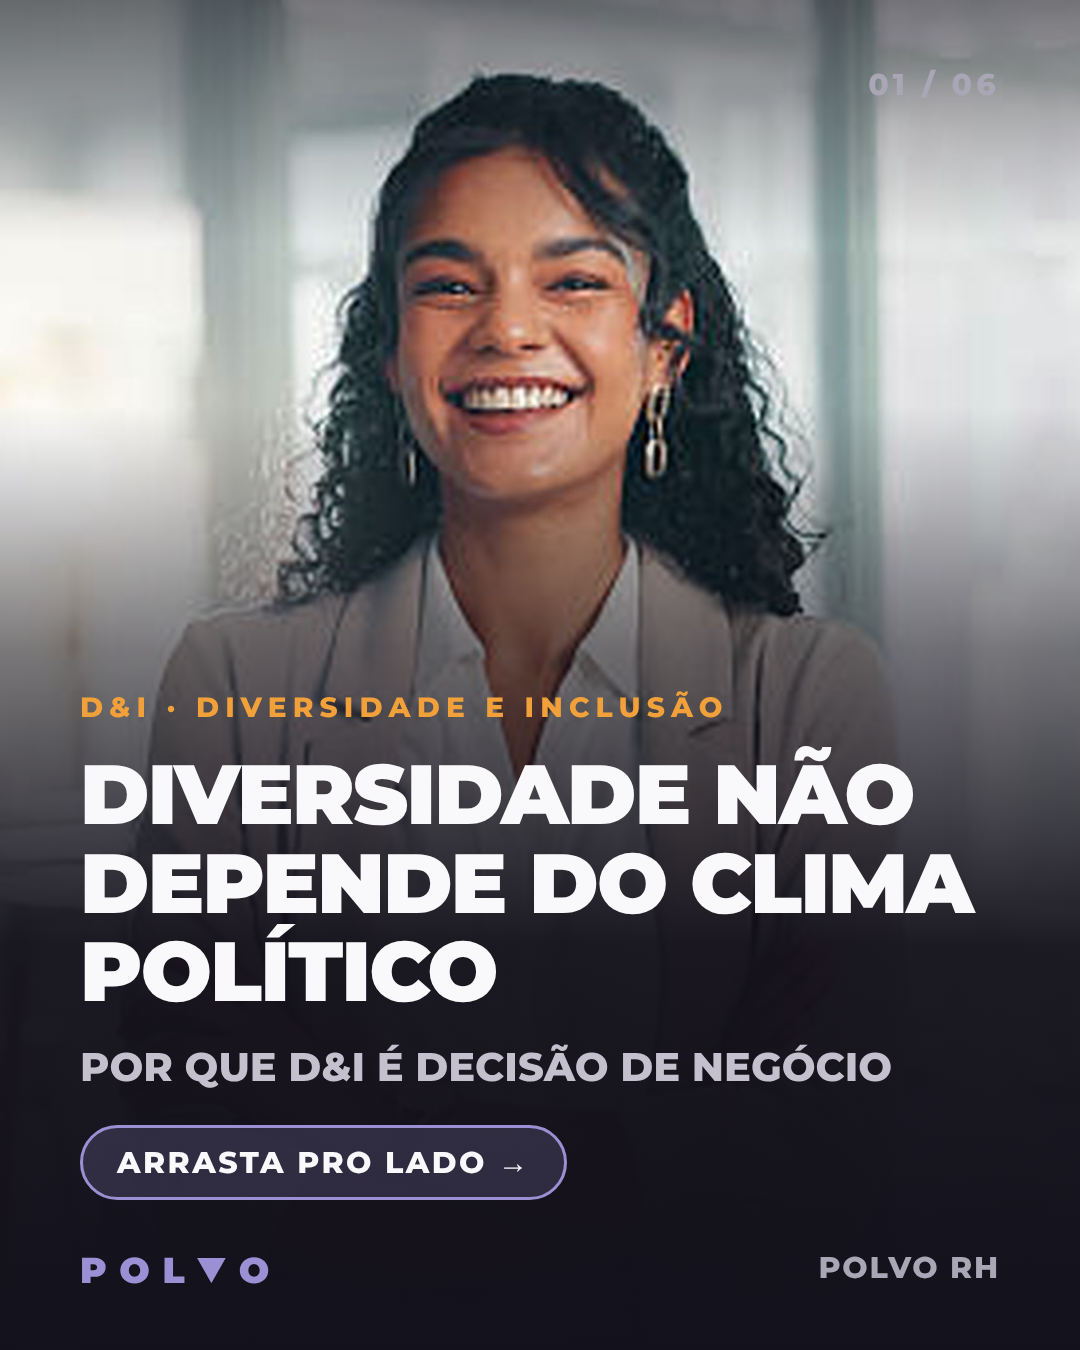 01 / 06
D&I · DIVERSIDADE E INCLUSÃO
DIVERSIDADE NÃO
DEPENDE DO CLIMA
POLÍTICO
POR QUE D&I É DECISÃO DE NEGÓCIO
ARRASTA PRO LADO →
POLVO
POLVO RH